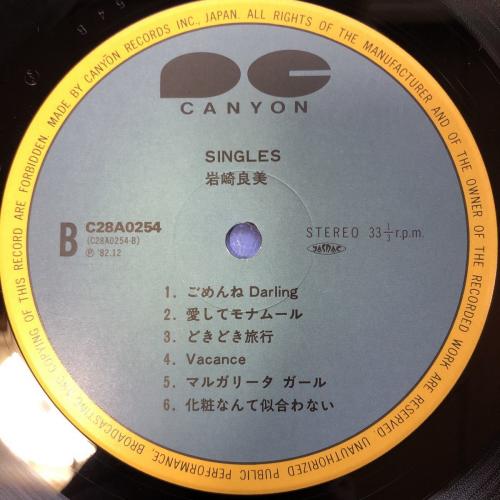 CANYON
SINGLES
岩崎良美
B
C28A0254
(C28A0254-B)
Ⓟ '82.12
STEREO 33 1/3 r.p.m.
JASRAC
1. ごめんね Darling
2. 愛してモナムール
3. どきどき旅行
4. Vacance
5. マルガリータ ガール
6. 化粧なんて似合わない
MADE BY CANYON RECORDS INC., JAPAN. ALL RIGHTS OF THE MANUFACTURER AND OF THE OWNER OF THE RECORDED WORK ARE RESERVED. UNAUTHORIZED PUBLIC PERFORMANCE, BROADCASTING AND COPYING OF THIS RECORD ARE FORBIDDEN.